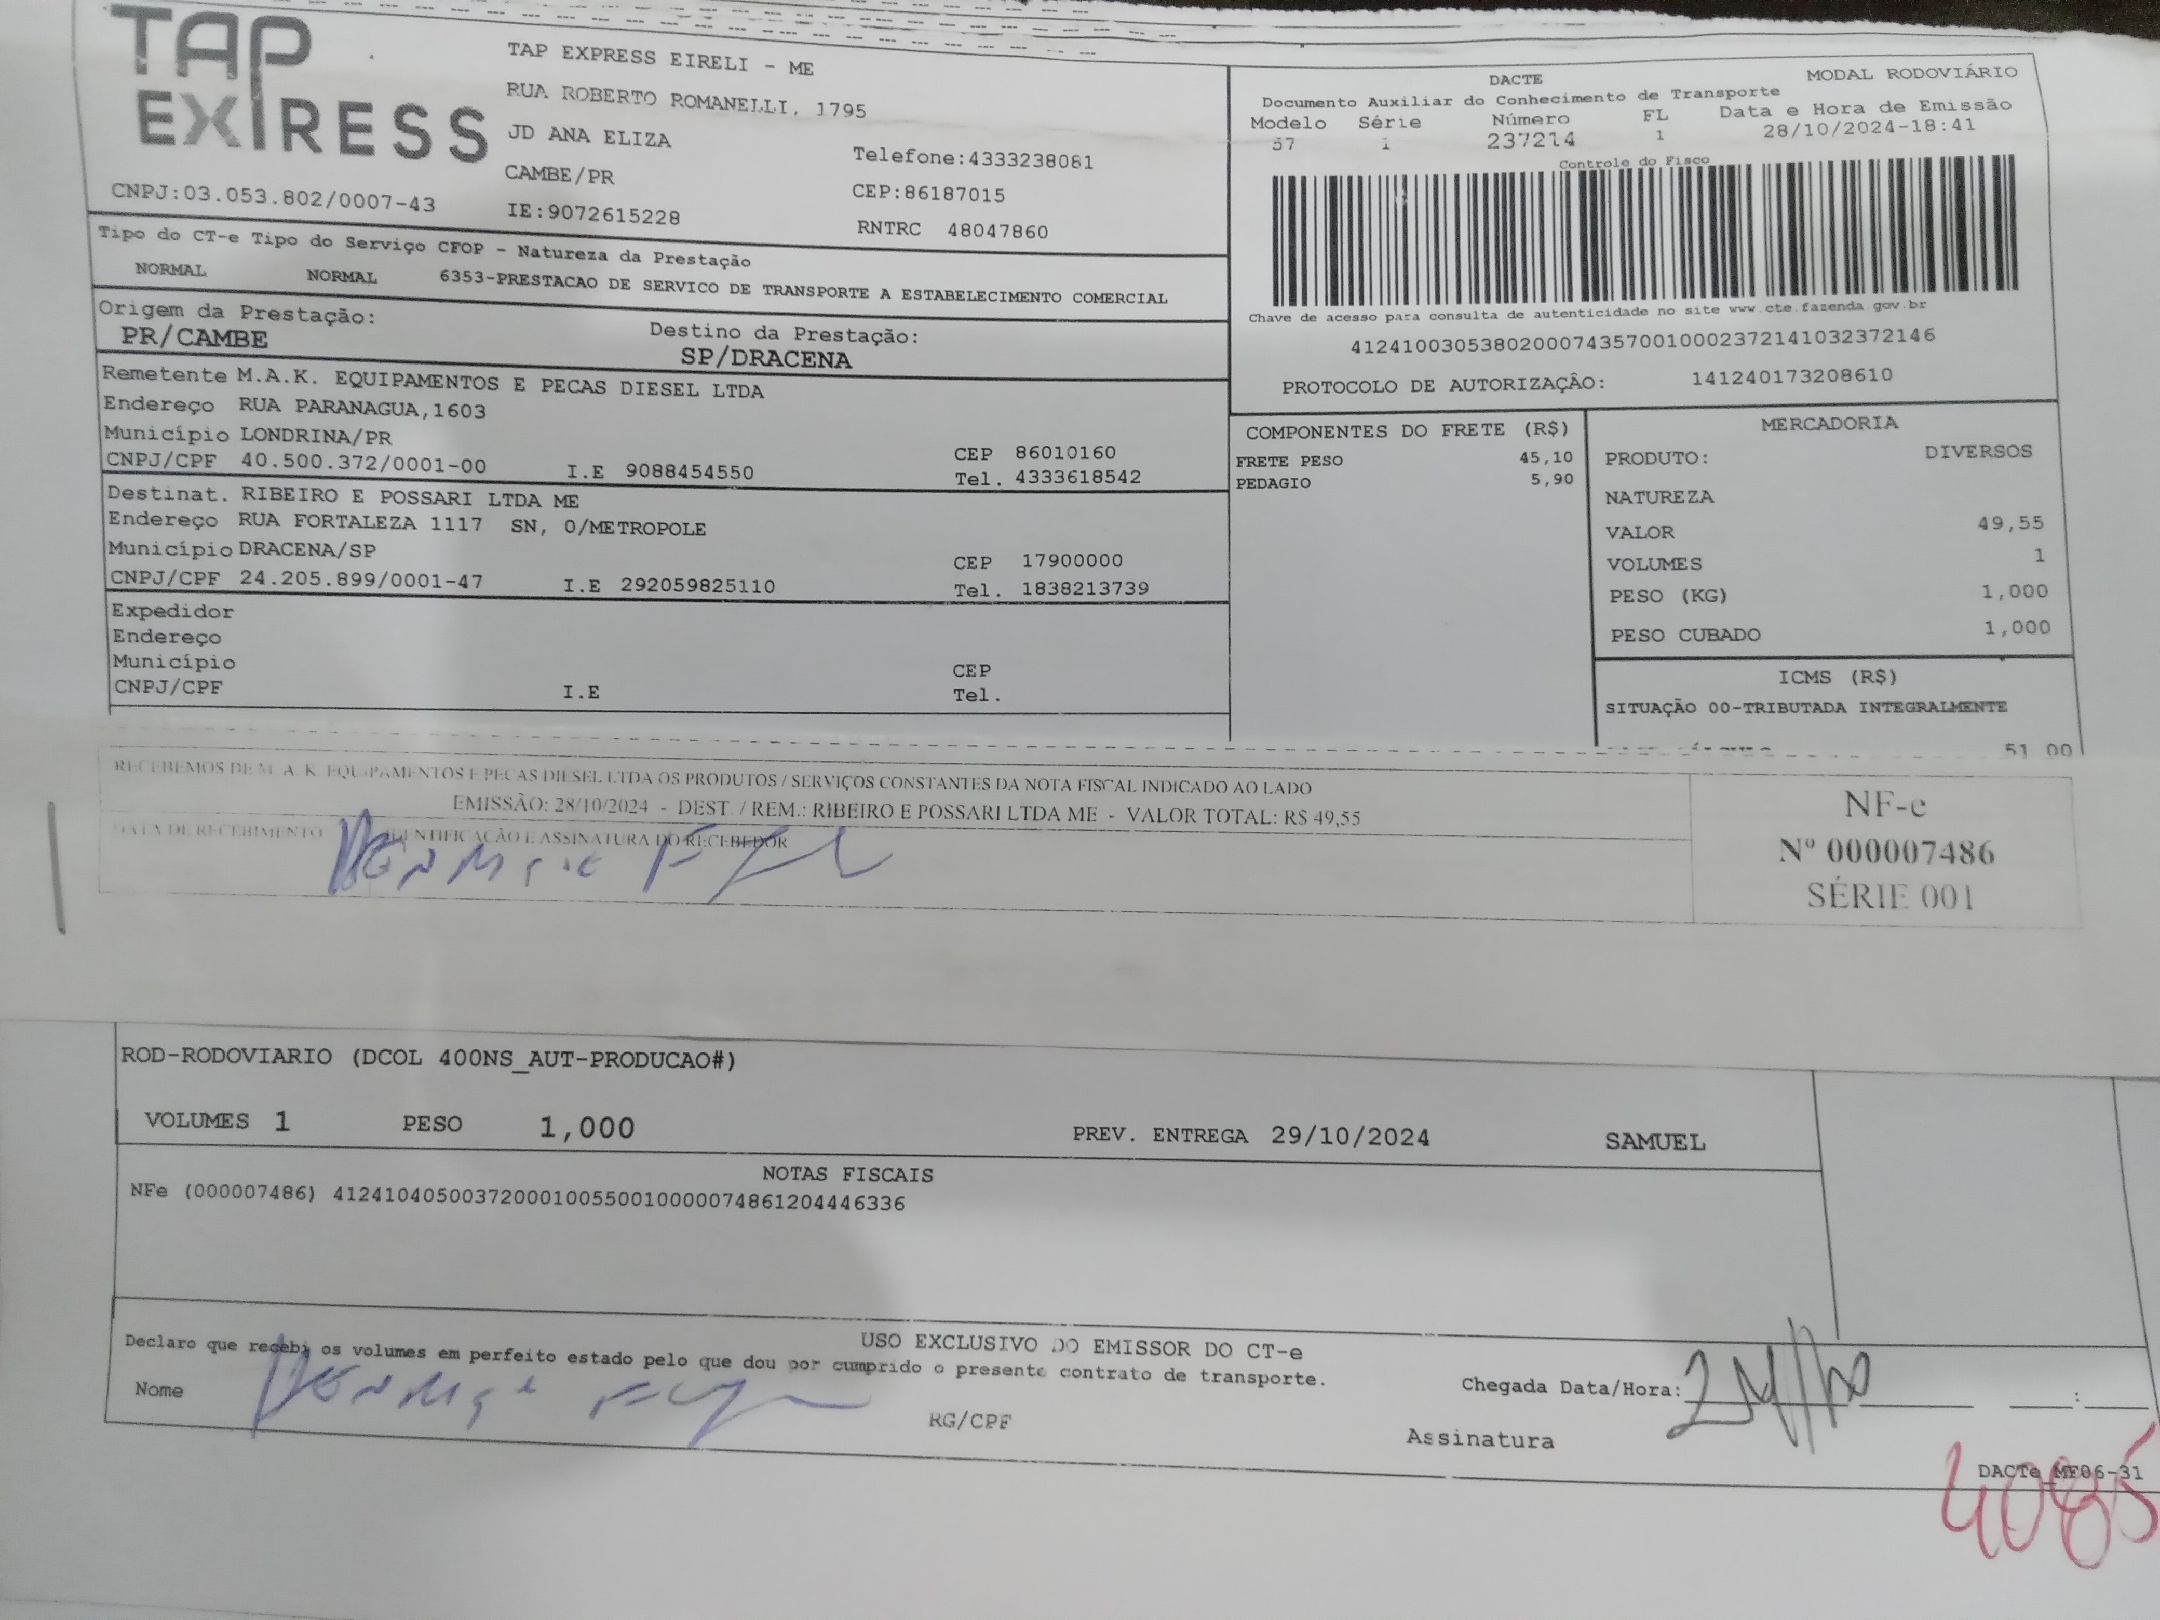 TAP EXPRESS
TAP EXPRESS EIRELI - ME
RUA ROBERTO ROMANELLI, 1795
JD ANA ELIZA
CAMBE/PR
Telefone:4333238081
CEP:86187015
CNPJ:03.053.802/0007-43 IE:9072615228 RNTRC 48047860
DACTE MODAL RODOVIÁRIO
Documento Auxiliar do Conhecimento de Transporte
Modelo Série Número FL Data e Hora de Emissão
57 1 237214 1 28/10/2024-18:41
Controle do Fisco
Chave de acesso para consulta de autenticidade no site www.cte.fazenda.gov.br
41241003053802000743570010002372141032372146
PROTOCOLO DE AUTORIZAÇÃO: 141240173208610
Tipo do CT-e Tipo do Serviço CFOP - Natureza da Prestação
NORMAL NORMAL 6353-PRESTACAO DE SERVICO DE TRANSPORTE A ESTABELECIMENTO COMERCIAL
Origem da Prestação: Destino da Prestação:
PR/CAMBE SP/DRACENA
Remetente M.A.K. EQUIPAMENTOS E PECAS DIESEL LTDA
Endereço RUA PARANAGUA,1603
Município LONDRINA/PR CEP 86010160
CNPJ/CPF 40.500.372/0001-00 I.E 9088454550 Tel. 4333618542
Destinat. RIBEIRO E POSSARI LTDA ME
Endereço RUA FORTALEZA 1117 SN, 0/METROPOLE
Município DRACENA/SP CEP 17900000
CNPJ/CPF 24.205.899/0001-47 I.E 292059825110 Tel. 1838213739
Expedidor
Endereço
Município CEP
CNPJ/CPF I.E Tel.
COMPONENTES DO FRETE (R$)
FRETE PESO 45,10
PEDAGIO 5,90
MERCADORIA
PRODUTO: DIVERSOS
NATUREZA
VALOR 49,55
VOLUMES 1
PESO (KG) 1,000
PESO CUBADO 1,000
ICMS (R$)
SITUAÇÃO 00-TRIBUTADA INTEGRALMENTE
51,00
RECEBEMOS DE M. A. K. EQUIPAMENTOS E PECAS DIESEL LTDA OS PRODUTOS / SERVIÇOS CONSTANTES DA NOTA FISCAL INDICADO AO LADO
EMISSÃO: 28/10/2024 - DEST. / REM.: RIBEIRO E POSSARI LTDA ME - VALOR TOTAL: R$ 49,55
DATA DE RECEBIMENTO IDENTIFICAÇÃO E ASSINATURA DO RECEBEDOR
NF-e
Nº 000007486
SÉRIE 001
ROD-RODOVIARIO (DCOL 400NS_AUT-PRODUCAO#)
VOLUMES 1 PESO 1,000 PREV. ENTREGA 29/10/2024 SAMUEL
NOTAS FISCAIS
NFe (000007486) 41241040500372000100550010000074861204446336
USO EXCLUSIVO DO EMISSOR DO CT-e
Declaro que recebi os volumes em perfeito estado pelo que dou por cumprido o presente contrato de transporte.
Nome RG/CPF
Chegada Data/Hora: :
Assinatura
DACTe_MF06-31
4085